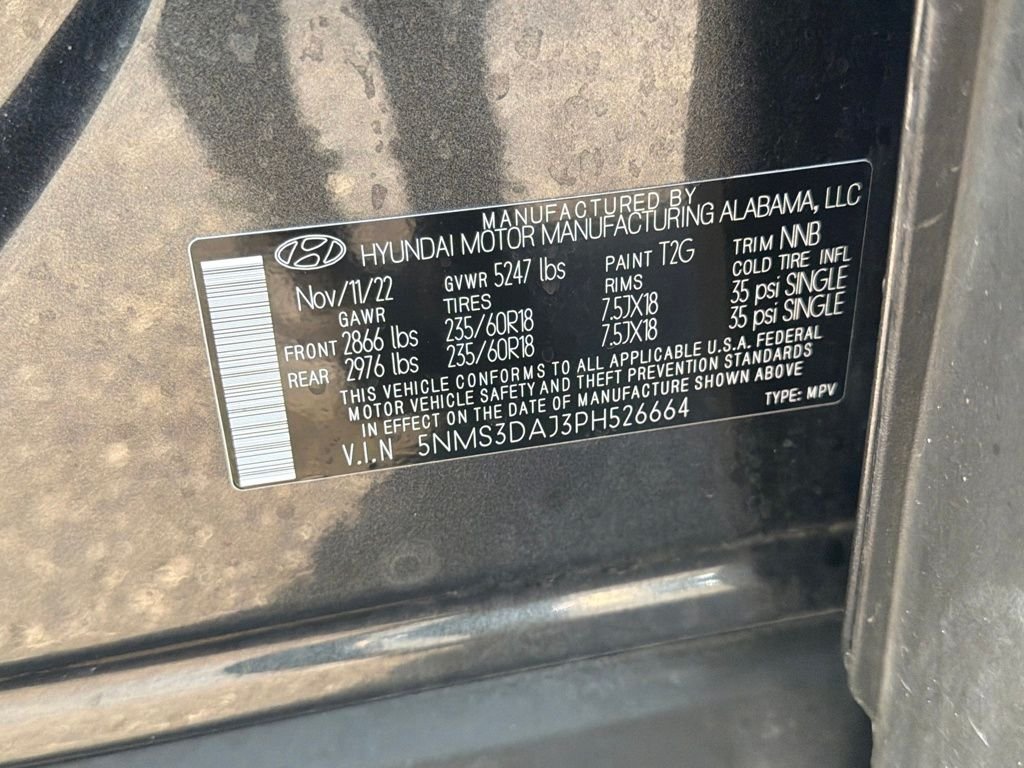 MANUFACTURED BY
HYUNDAI MOTOR MANUFACTURING ALABAMA, LLC
Nov/11/22 GVWR 5247 lbs PAINT T2G TRIM NNB
GAWR TIRES RIMS COLD TIRE INFL
FRONT 2866 lbs 235/60R18 7.5JX18 35 psi SINGLE
REAR 2976 lbs 235/60R18 7.5JX18 35 psi SINGLE
THIS VEHICLE CONFORMS TO ALL APPLICABLE U.S.A. FEDERAL
MOTOR VEHICLE SAFETY AND THEFT PREVENTION STANDARDS
IN EFFECT ON THE DATE OF MANUFACTURE SHOWN ABOVE
V.I.N 5NMS3DAJ3PH526664 TYPE: MPV